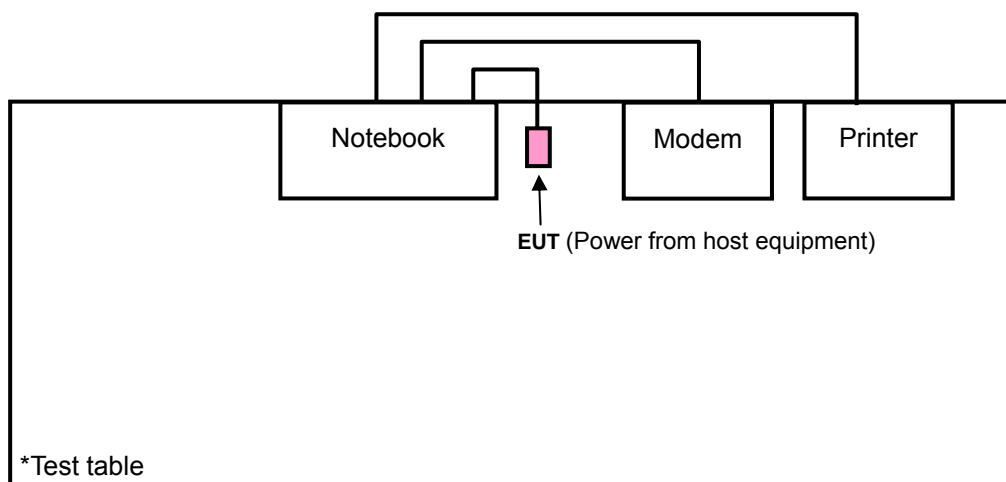 Notebook
Modem
Printer
EUT (Power from host equipment)
*Test table